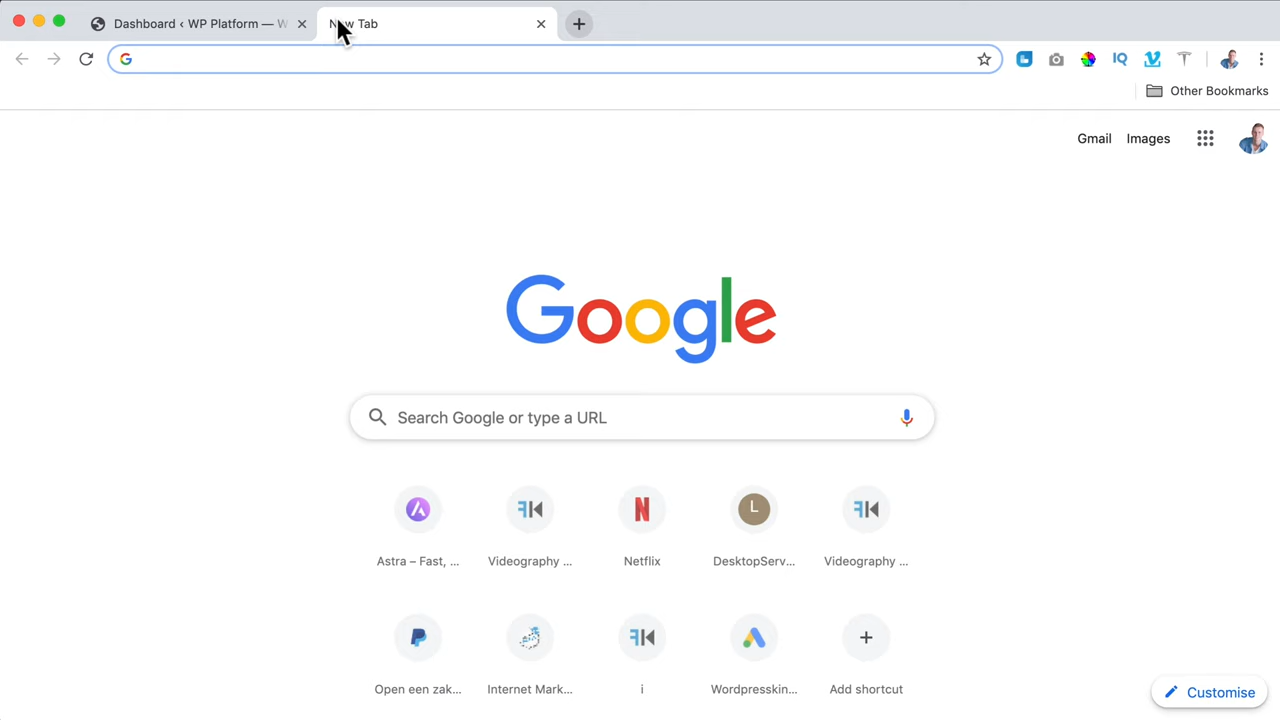 Dashboard ‹ WP Platform — W
New Tab
Other Bookmarks
Gmail Images
Google
Search Google or type a URL
Astra – Fast, ... Videography ... Netflix DesktopServ... Videography ...
Open een zak... Internet Mark... i Wordpresskin... Add shortcut
Customise